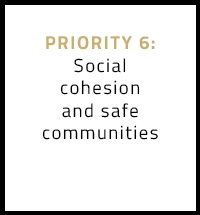 PRIORITY 6:
Social
cohesion
and safe
communities